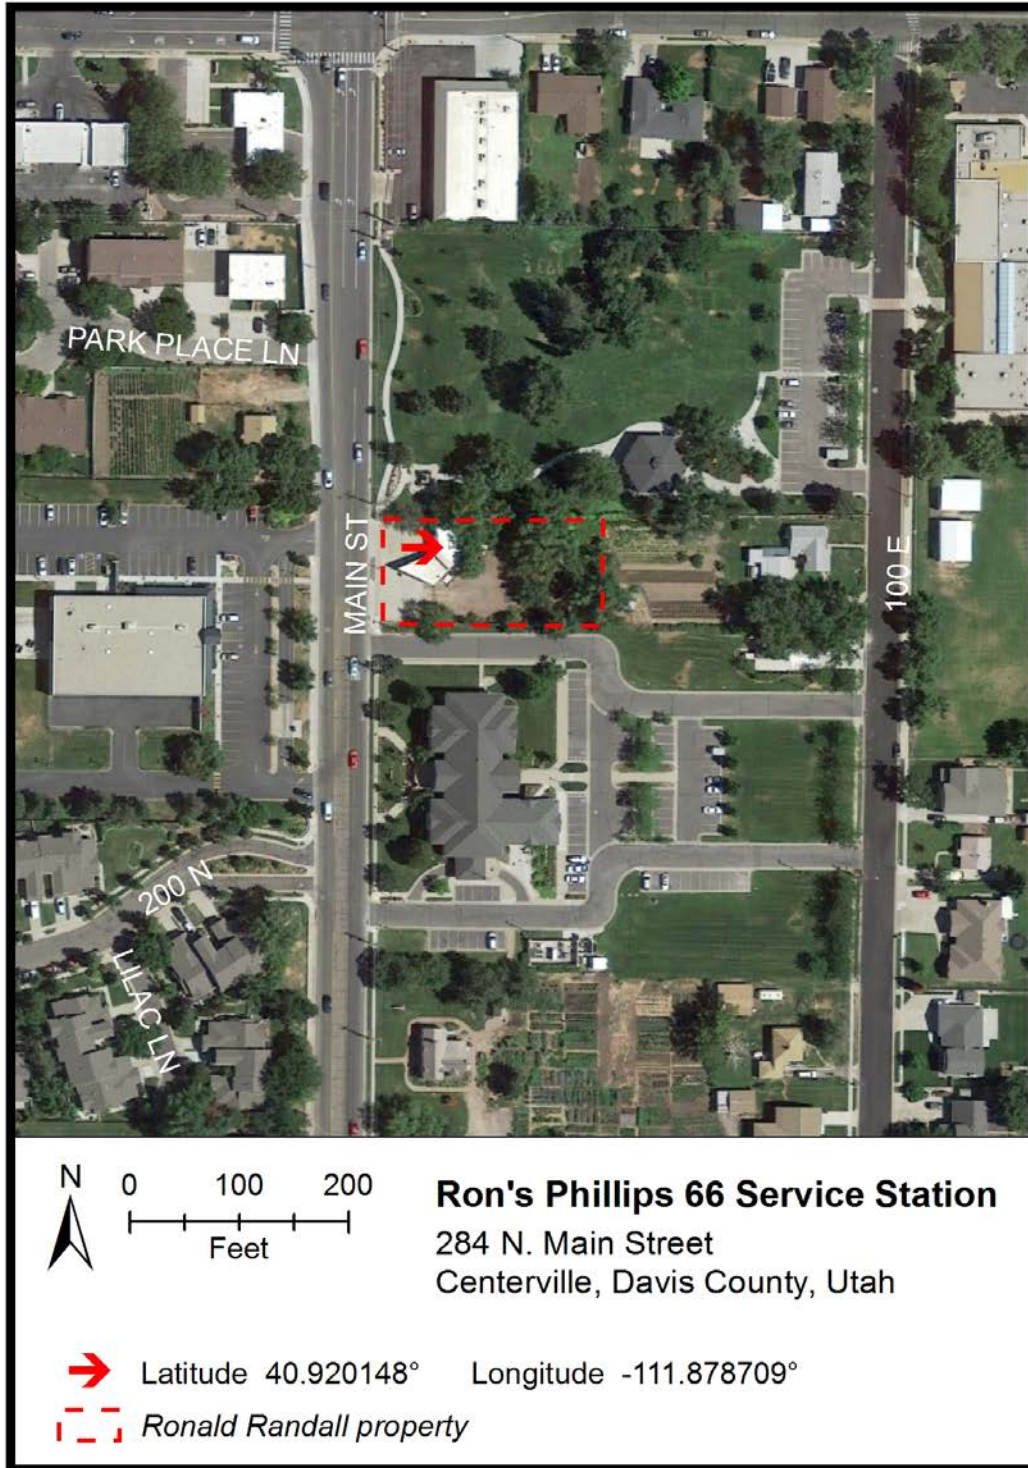 PARK PLACE LN
MAIN ST
100 E
200 N
LILAC LN
N
0 100 200
Feet
Ron's Phillips 66 Service Station
284 N. Main Street
Centerville, Davis County, Utah
Latitude 40.920148° Longitude -111.878709°
Ronald Randall property